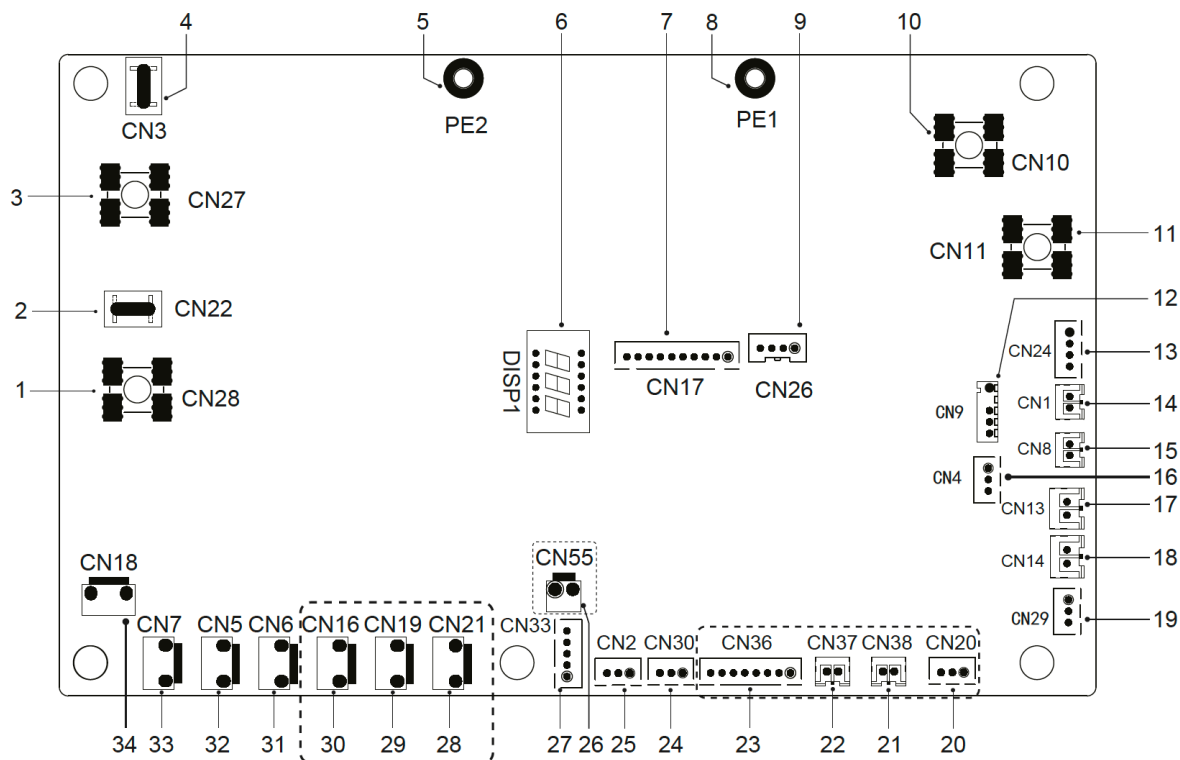 4 5 6 7 8 9 10
CN3
PE2
PE1
CN10
3
CN27
CN11
11
2
CN22
12
DISP1
CN17
CN26
CN24
13
1
CN28
CN9
CN1
14
CN8
15
CN4
16
CN13
17
CN18
CN55
CN14
18
CN7 CN5 CN6 CN16 CN19 CN21 CN33 CN2 CN30 CN36 CN37 CN38 CN20
CN29
19
34 33 32 31 30 29 28 27 26 25 24 23 22 21 20